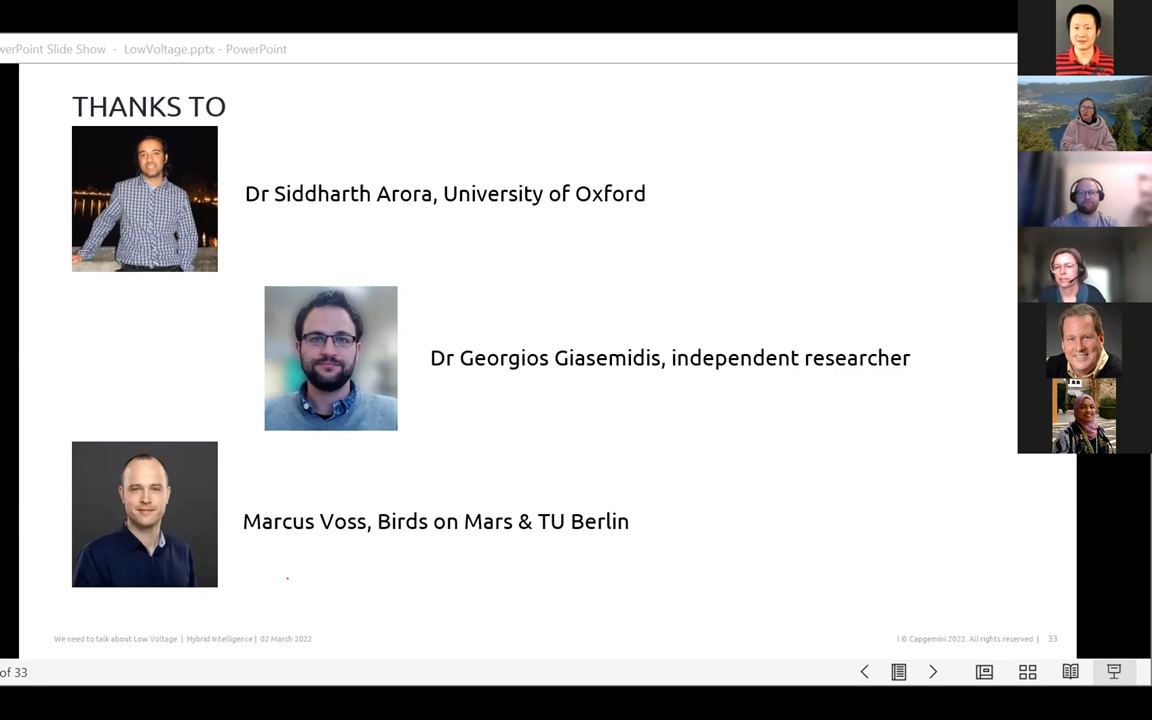 werPoint Slide Show - LowVoltage.pptx - PowerPoint
THANKS TO
Dr Siddharth Arora, University of Oxford
Dr Georgios Giasemidis, independent researcher
Marcus Voss, Birds on Mars & TU Berlin
We need to talk about Low Voltage | Hybrid Intelligence | 02 March 2022
l © Capgemini 2022. All rights reserved | 33
of 33